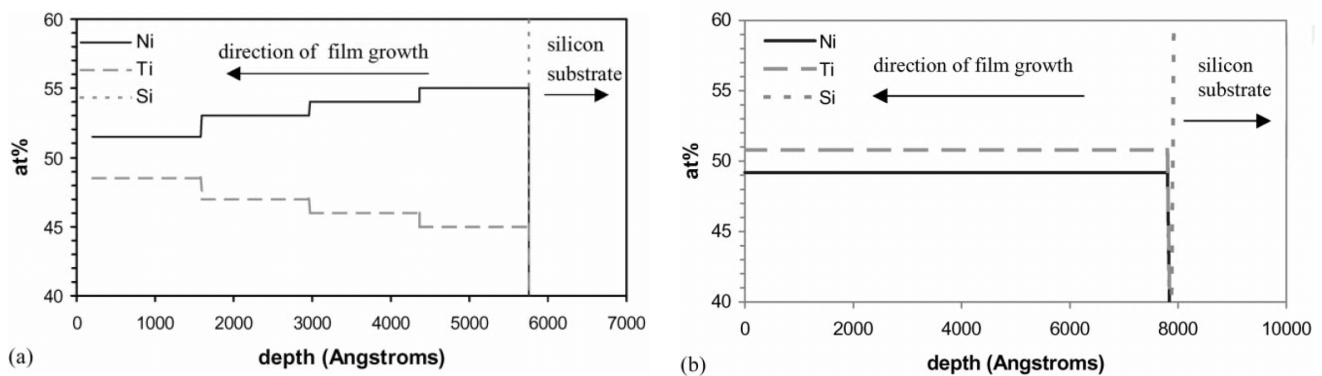 60
55
50
45
40
at%
Ni
Ti
Si
direction of film growth
silicon
substrate
0 1000 2000 3000 4000 5000 6000 7000
depth (Angstroms)
(a)
60
55
50
45
40
at%
Ni
Ti
Si
direction of film growth
silicon
substrate
0 2000 4000 6000 8000 10000
depth (Angstroms)
(b)